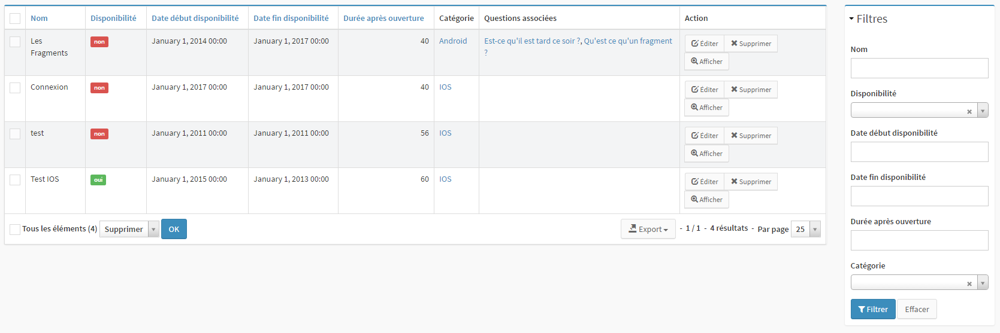 Nom Disponibilité Date début disponibilité Date fin disponibilité Durée après ouverture Catégorie Questions associées Action
Les January 1, 2014 00:00 January 1, 2017 00:00 40 Android Est-ce qu'il est tard ce soir ?, Qu'est ce qu'un fragment Éditer Supprimer
non
Fragments ? Afficher
Connexion non January 1, 2017 00:00 January 1, 2017 00:00 40 IOS Éditer Supprimer
Afficher
test non January 1, 2011 00:00 January 1, 2011 00:00 56 IOS Éditer Supprimer
Afficher
Test IOS oui January 1, 2015 00:00 January 1, 2013 00:00 60 IOS Éditer Supprimer
Afficher
Tous les éléments (4) Supprimer OK Export - 1 / 1 - 4 résultats - Par page 25
Filtres
Nom
Disponibilité
Date début disponibilité
Date fin disponibilité
Durée après ouverture
Catégorie
Filtrer Effacer